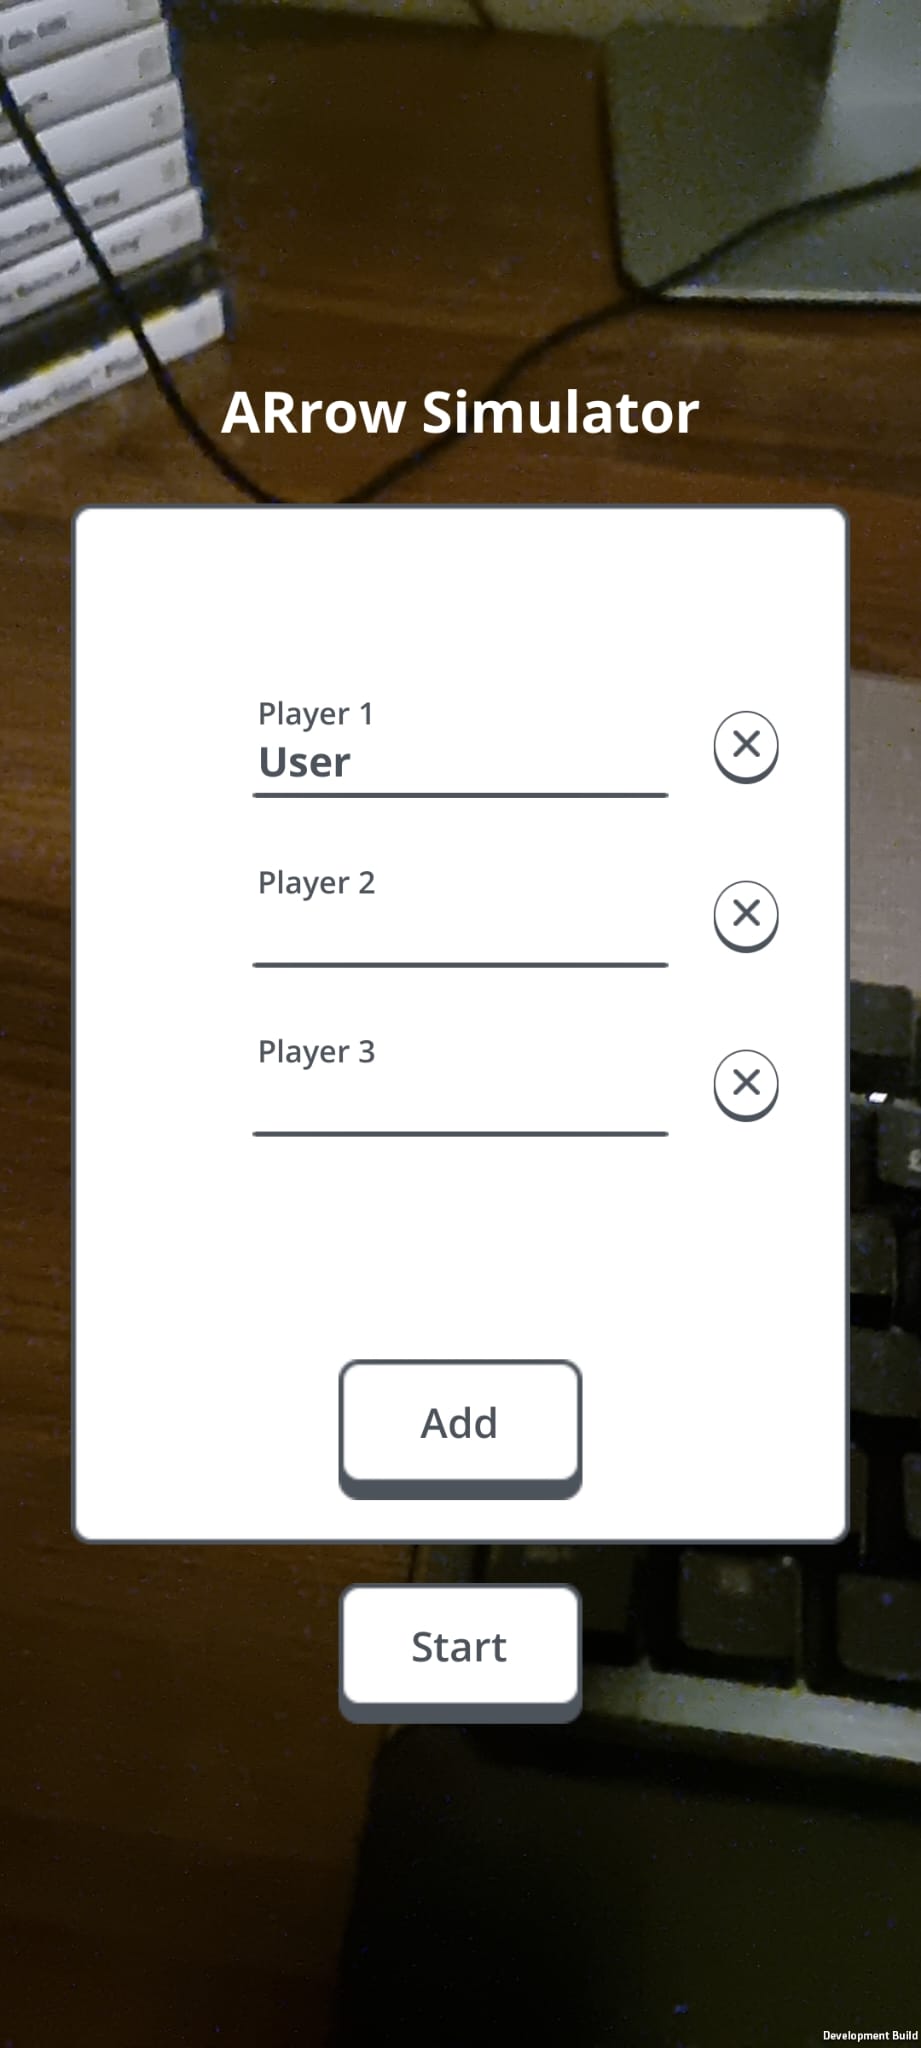 ARrow Simulator
Player 1
User
Player 2
Player 3
Add
Start
Development Build